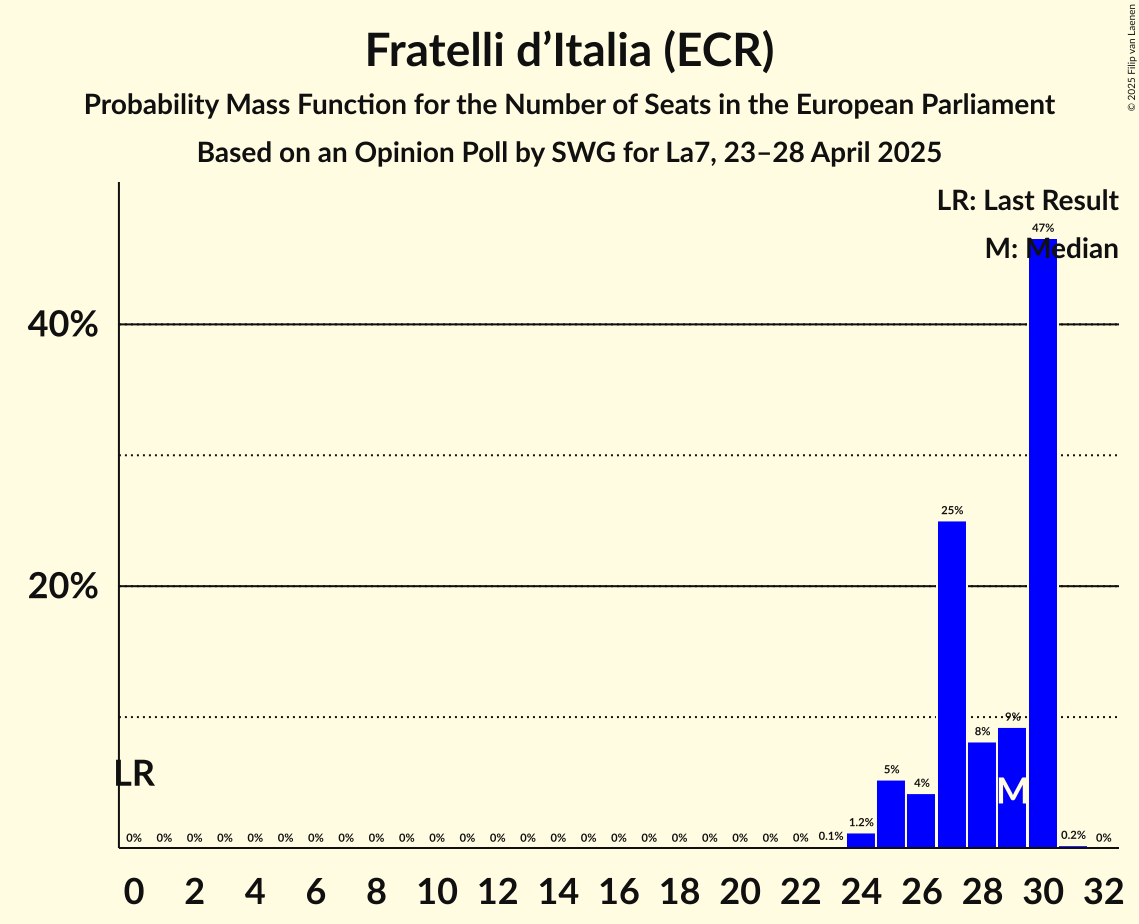 Fratelli d’Italia (ECR)
Probability Mass Function for the Number of Seats in the European Parliament
Based on an Opinion Poll by SWG for La7, 23–28 April 2025
© 2025 Filip van Laenen
LR: Last Result
47%
M: Median
40%
25%
20%
9%
8%
LR
5%
M
4%
1.2%
0% 0% 0% 0% 0% 0% 0% 0% 0% 0% 0% 0% 0% 0% 0% 0% 0% 0% 0% 0% 0% 0% 0% 0.1% 0.2% 0%
0 2 4 6 8 10 12 14 16 18 20 22 24 26 28 30 32